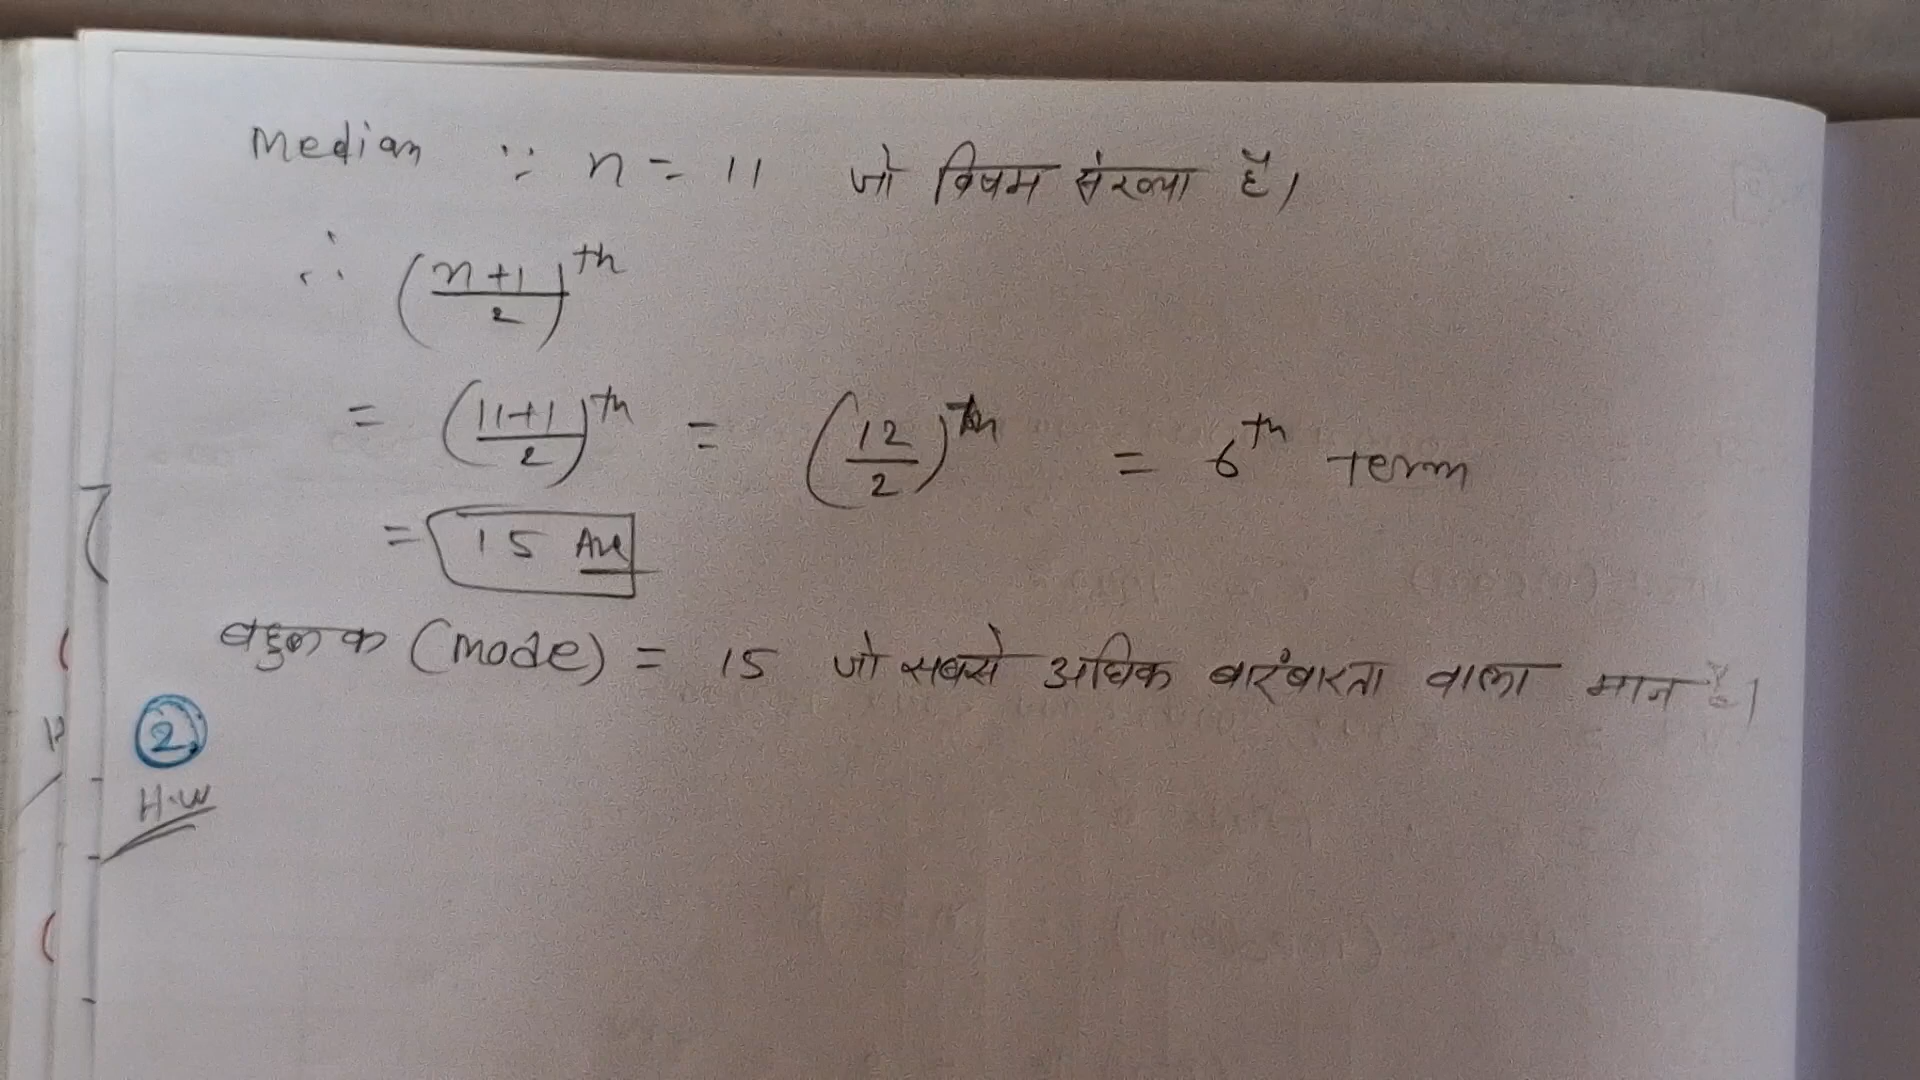 Median ∵ n = 11 जो विषम संख्या है।
∴ (n+1/2)th
= (11+1/2)th = (12/2)th = 6th term
= 15 Ans
बहुलक (mode) = 15 जो सबसे अधिक बारंबारता वाला मान है।
2
H.W